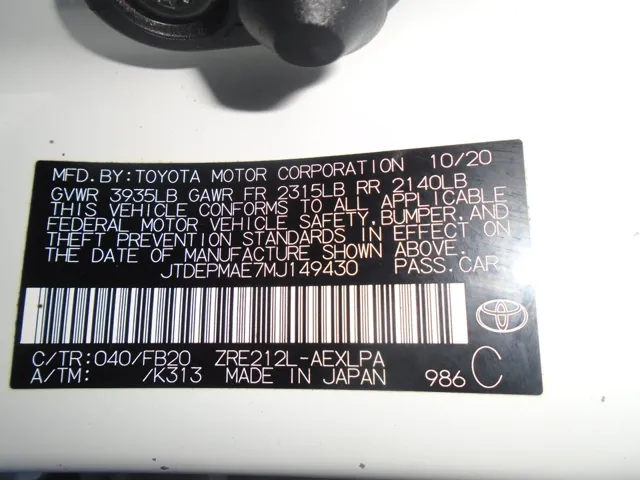 MFD.BY:TOYOTA MOTOR CORPORATION 10/20
GVWR 3935LB GAWR FR 2315LB RR 2140LB
THIS VEHICLE CONFORMS TO ALL APPLICABLE
FEDERAL MOTOR VEHICLE SAFETY,BUMPER,AND
THEFT PREVENTION STANDARDS IN EFFECT ON
THE DATE OF MANUFACTURE SHOWN ABOVE.
JTDEPMAE7MJ149430 PASS.CAR
C/TR:040/FB20 ZRE212L-AEXLPA
A/TM: /K313 MADE IN JAPAN 986 C